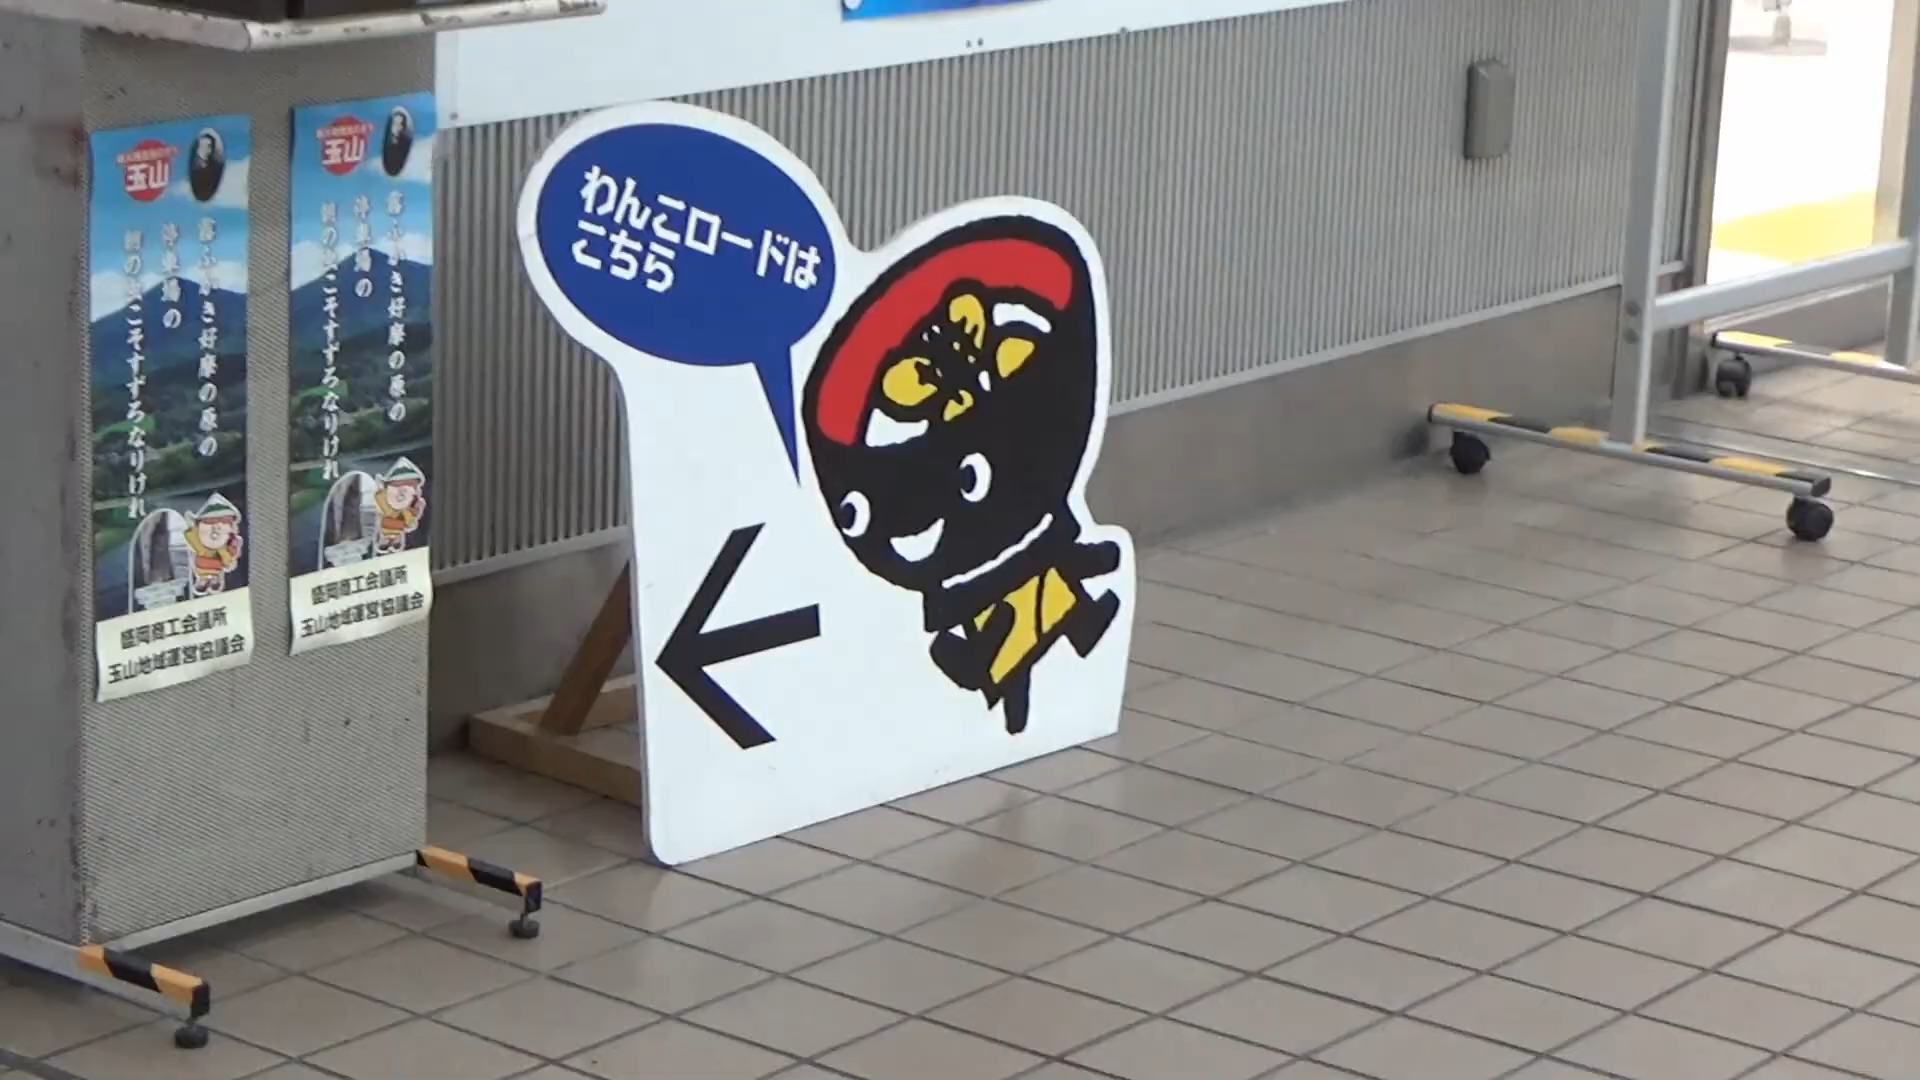 玉山
霧ふかき好摩の原の
停車場の
朝の虫こそすずろなりけれ
盛岡商工会議所
玉山地域運営協議会
玉山
霧ふかき好摩の原の
停車場の
朝の虫こそすずろなりけれ
盛岡商工会議所
玉山地域運営協議会
わんこロードは
こちら